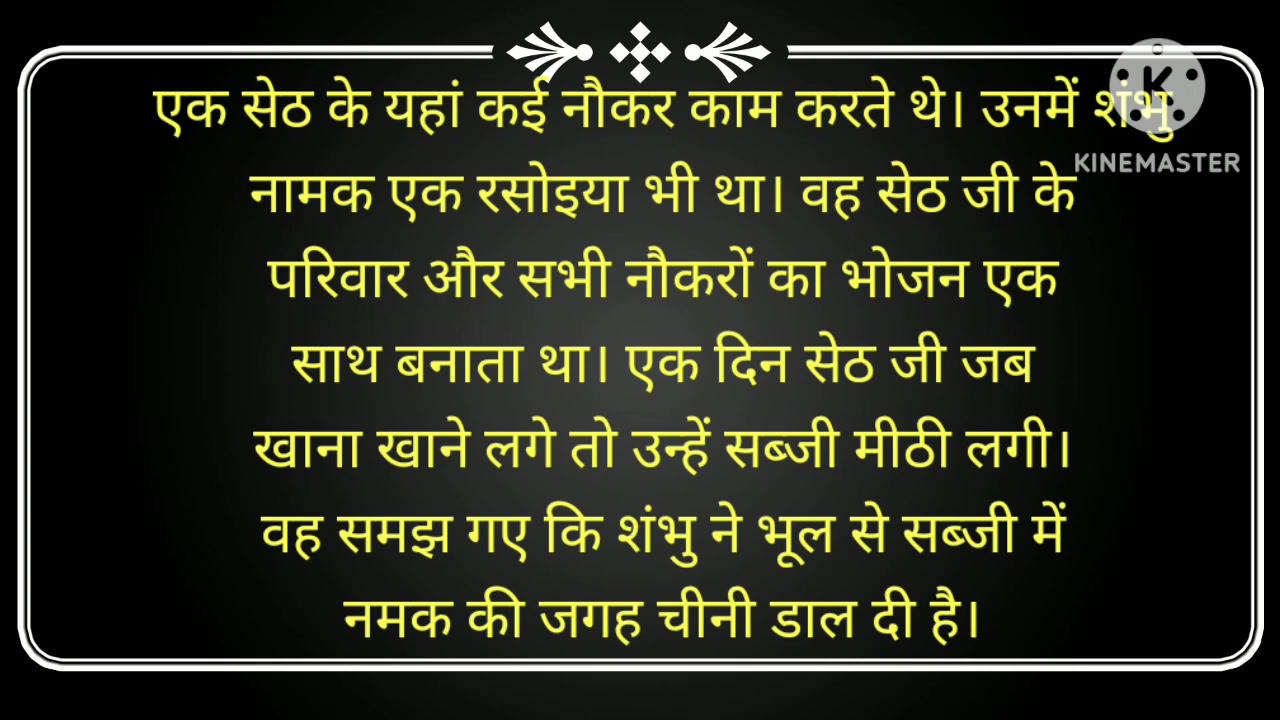 एक सेठ के यहां कई नौकर काम करते थे। उनमें शंभु
नामक एक रसोइया भी था। वह सेठ जी के
परिवार और सभी नौकरों का भोजन एक
साथ बनाता था। एक दिन सेठ जी जब
खाना खाने लगे तो उन्हें सब्जी मीठी लगी।
वह समझ गए कि शंभु ने भूल से सब्जी में
नमक की जगह चीनी डाल दी है।
K
KINEMASTER